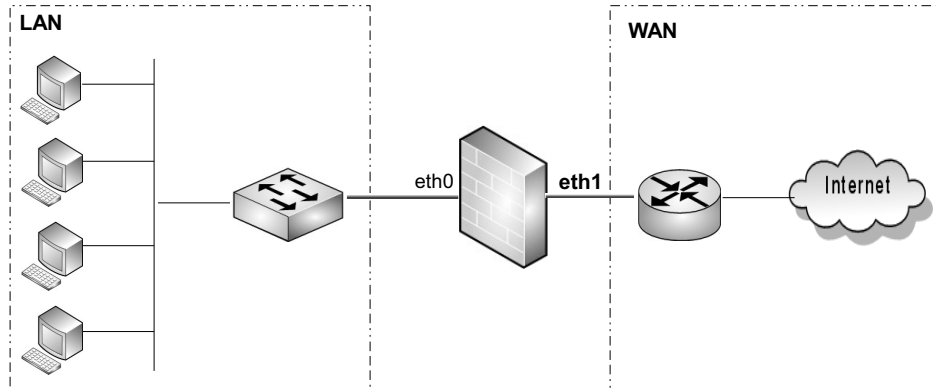 LAN
WAN
eth0
eth1
Internet